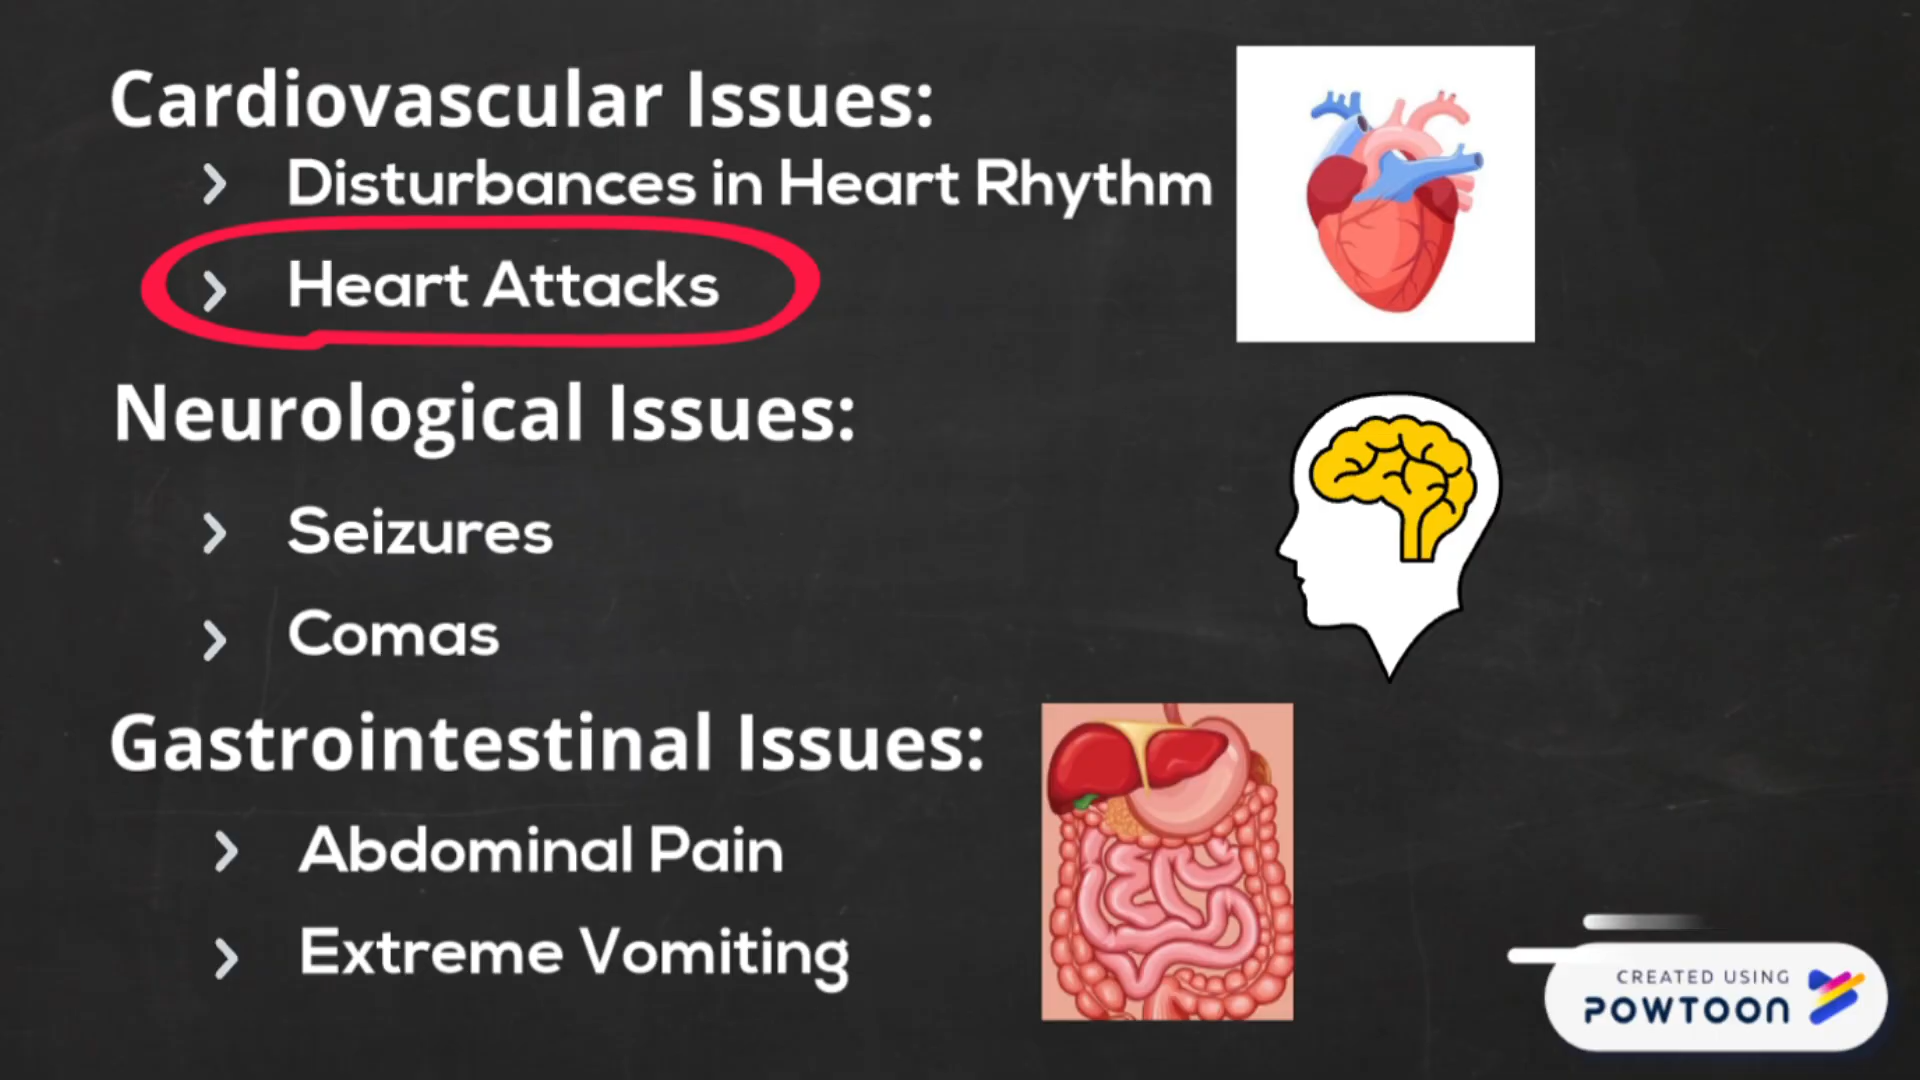 Cardiovascular Issues:
Disturbances in Heart Rhythm
Heart Attacks
Neurological Issues:
Seizures
Comas
Gastrointestinal Issues:
Abdominal Pain
Extreme Vomiting
CREATED USING
POWTOON